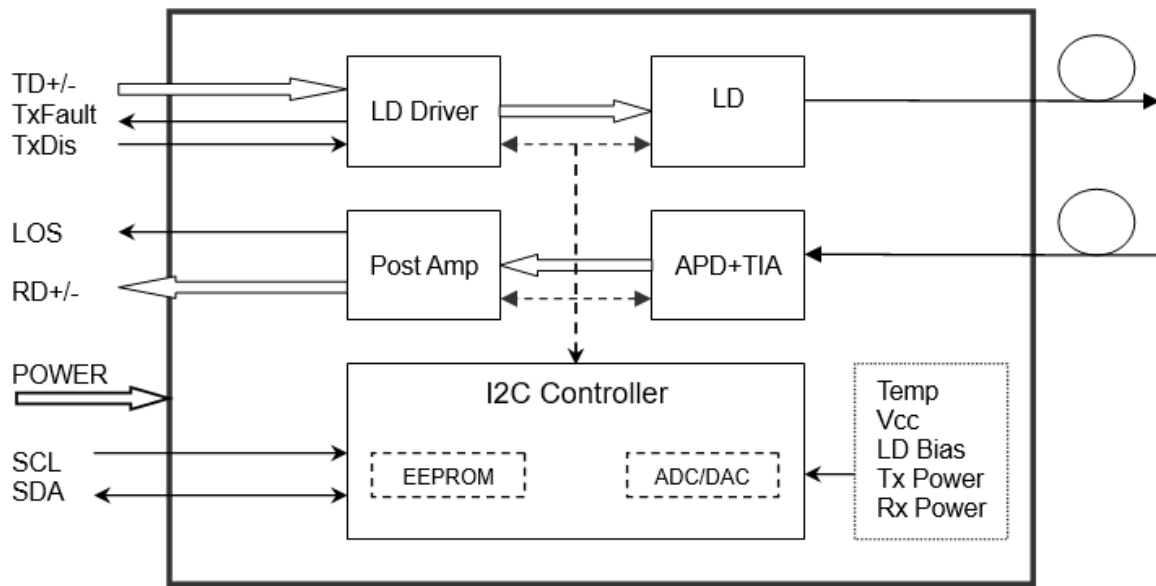 TD+/-
TxFault
TxDis
LD Driver
LD
LOS
RD+/-
Post Amp
APD+TIA
POWER
SCL
SDA
I2C Controller
EEPROM
ADC/DAC
Temp
Vcc
LD Bias
Tx Power
Rx Power